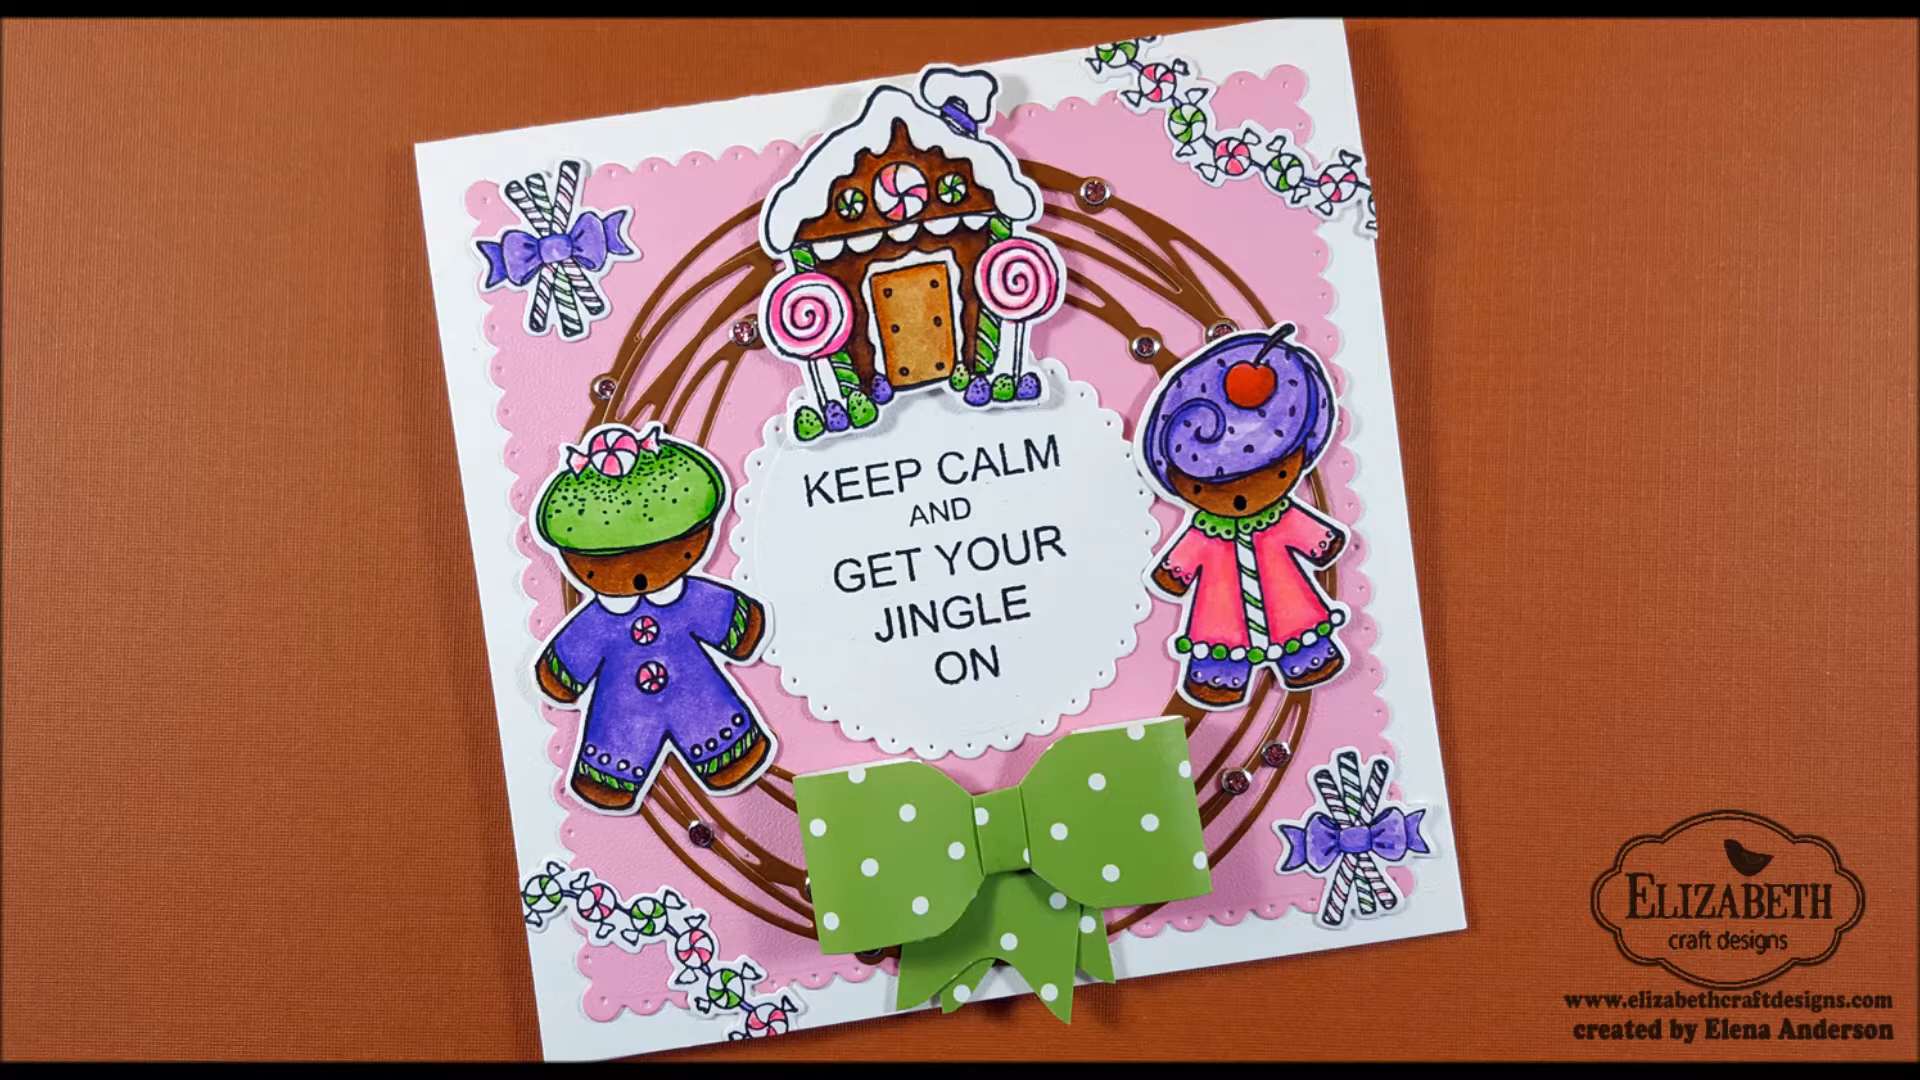 KEEP CALM
AND
GET YOUR
JINGLE
ON
ELIZABETH
craft designs
www.elizabethcraftdesigns.com
created by Elena Anderson